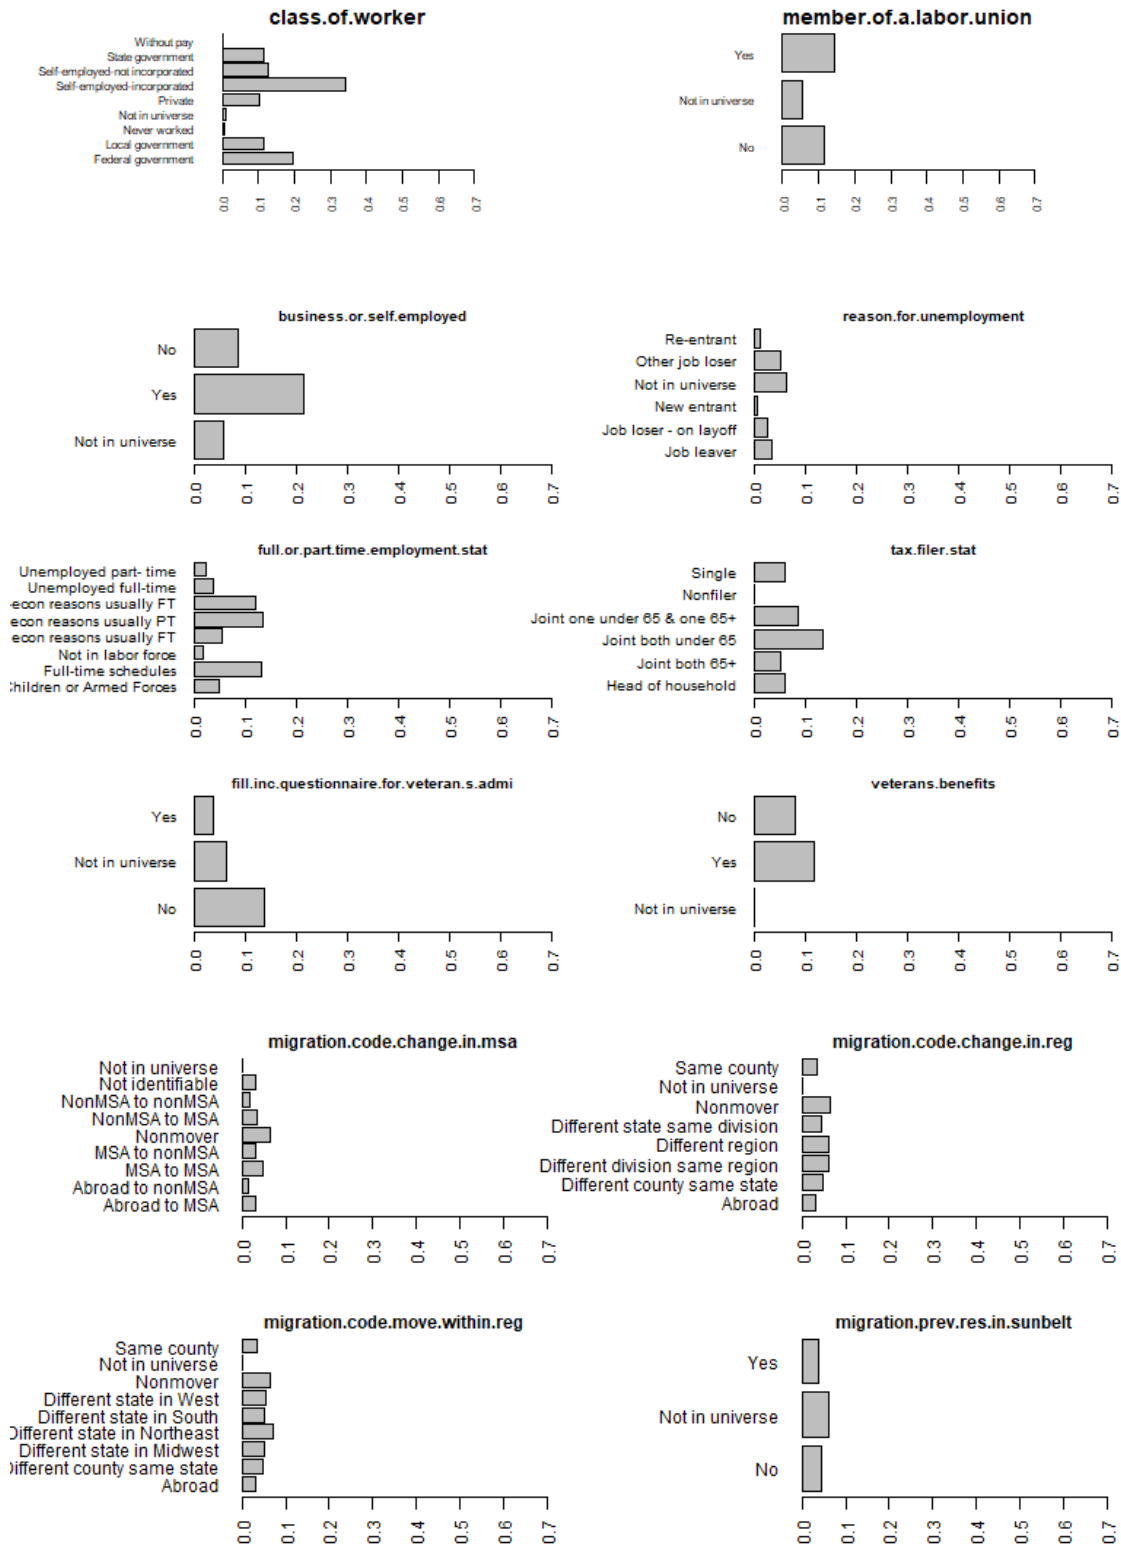 class.of.worker
Without pay
State government
Self-employed-not incorporated
Self-employed-incorporated
Private
Not in universe
Never worked
Local government
Federal government
0.0 0.1 0.2 0.3 0.4 0.5 0.6 0.7
member.of.a.labor.union
Yes
Not in universe
No
0.0 0.1 0.2 0.3 0.4 0.5 0.6 0.7
business.or.self.employed
No
Yes
Not in universe
0.0 0.1 0.2 0.3 0.4 0.5 0.6 0.7
reason.for.unemployment
Re-entrant
Other job loser
Not in universe
New entrant
Job loser - on layoff
Job leaver
0.0 0.1 0.2 0.3 0.4 0.5 0.6 0.7
full.or.part.time.employment.stat
Unemployed part- time
Unemployed full-time
-econ reasons usually FT
econ reasons usually PT
econ reasons usually FT
Not in labor force
Full-time schedules
Children or Armed Forces
0.0 0.1 0.2 0.3 0.4 0.5 0.6 0.7
tax.filer.stat
Single
Nonfiler
Joint one under 65 & one 65+
Joint both under 65
Joint both 65+
Head of household
0.0 0.1 0.2 0.3 0.4 0.5 0.6 0.7
fill.inc.questionnaire.for.veteran.s.admi
Yes
Not in universe
No
0.0 0.1 0.2 0.3 0.4 0.5 0.6 0.7
veterans.benefits
No
Yes
Not in universe
0.0 0.1 0.2 0.3 0.4 0.5 0.6 0.7
migration.code.change.in.msa
Not in universe
Not identifiable
NonMSA to nonMSA
NonMSA to MSA
Nonmover
MSA to nonMSA
MSA to MSA
Abroad to nonMSA
Abroad to MSA
0.0 0.1 0.2 0.3 0.4 0.5 0.6 0.7
migration.code.change.in.reg
Same county
Not in universe
Nonmover
Different state same division
Different region
Different division same region
Different county same state
Abroad
0.0 0.1 0.2 0.3 0.4 0.5 0.6 0.7
migration.code.move.within.reg
Same county
Not in universe
Nonmover
Different state in West
Different state in South
Different state in Northeast
Different state in Midwest
Different county same state
Abroad
0.0 0.1 0.2 0.3 0.4 0.5 0.6 0.7
migration.prev.res.in.sunbelt
Yes
Not in universe
No
0.0 0.1 0.2 0.3 0.4 0.5 0.6 0.7